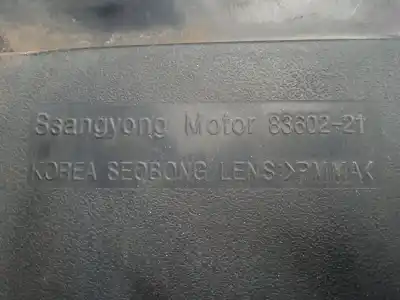 Ssangyong Motor 83602-21
KOREA SEOBONG LENS->PMMA<